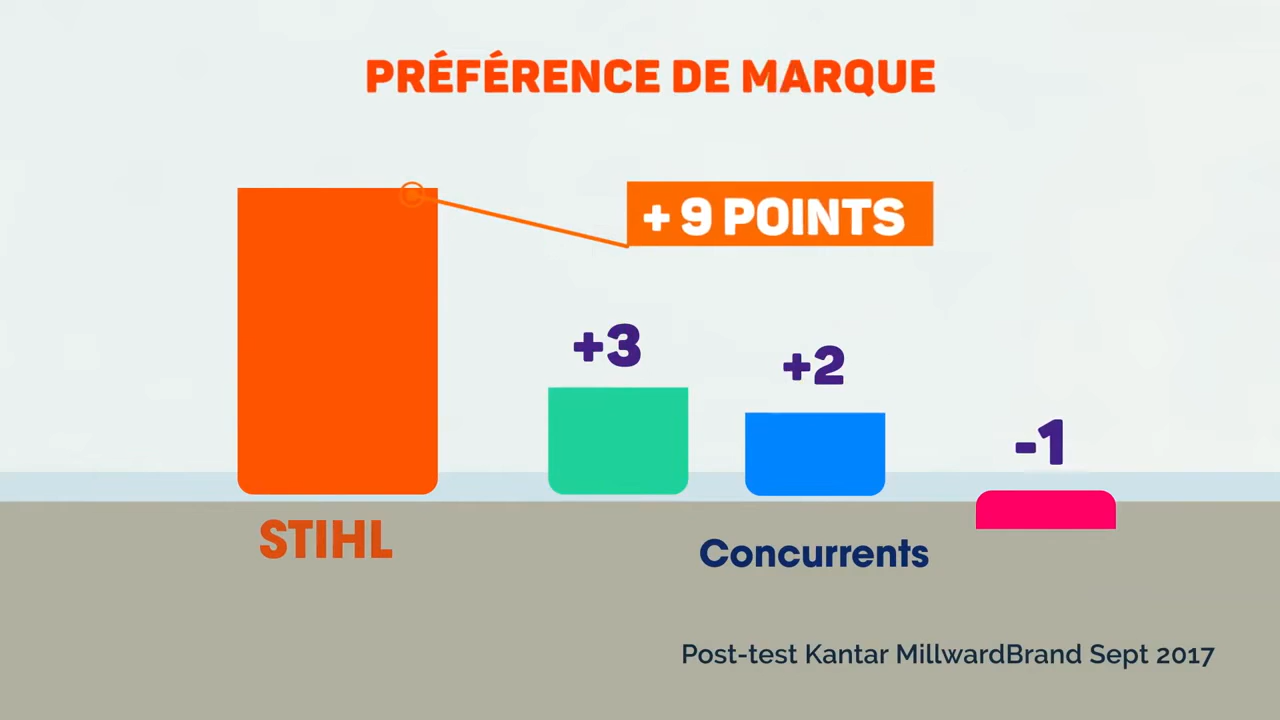 PRÉFÉRENCE DE MARQUE
+ 9 POINTS
+3
+2
-1
STIHL
Concurrents
Post-test Kantar MillwardBrand Sept 2017